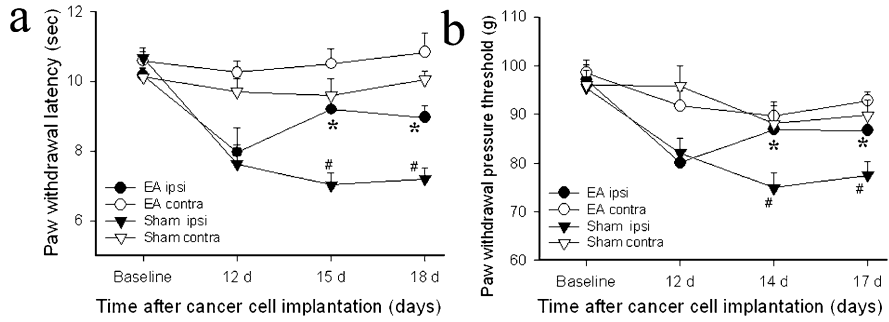 a
Paw withdrawal latency (sec)
12
10
8
6
*
*
#
#
EA ipsi
EA contra
Sham ipsi
Sham contra
Baseline 12 d 15 d 18 d
Time after cancer cell implantation (days)
b
Paw withdrawal pressure threshold (g)
110
100
90
80
70
60
*
*
#
#
EA ipsi
EA contra
Sham ipsi
Sham contra
Baseline 12 d 14 d 17 d
Time after cancer cell implantation (days)